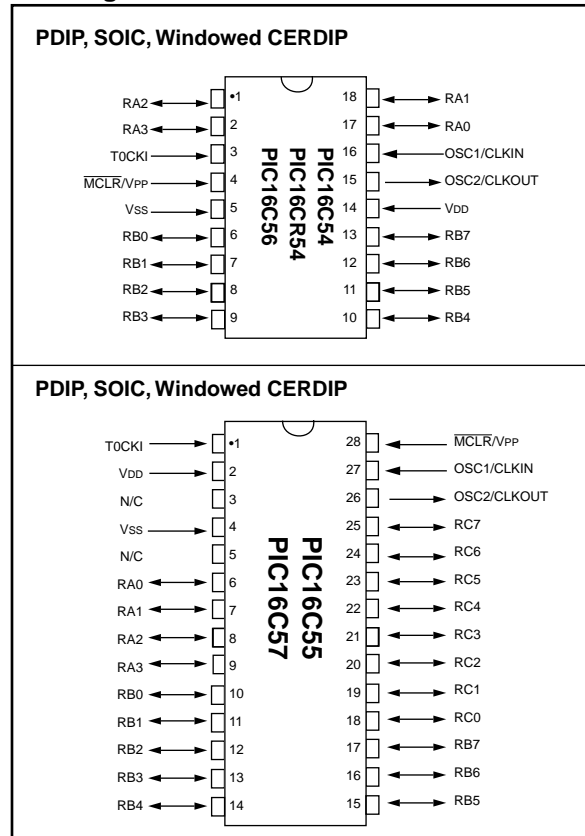 PDIP, SOIC, Windowed CERDIP
RA2 •1 18 RA1
RA3 2 17 RA0
T0CKI 3 16 OSC1/CLKIN
MCLR/VPP 4 15 OSC2/CLKOUT
VSS 5 14 VDD
RB0 6 13 RB7
RB1 7 12 RB6
RB2 8 11 RB5
RB3 9 10 RB4
PIC16C54
PIC16CR54
PIC16C56
PDIP, SOIC, Windowed CERDIP
T0CKI •1 28 MCLR/VPP
VDD 2 27 OSC1/CLKIN
N/C 3 26 OSC2/CLKOUT
VSS 4 25 RC7
N/C 5 24 RC6
RA0 6 23 RC5
RA1 7 22 RC4
RA2 8 21 RC3
RA3 9 20 RC2
RB0 10 19 RC1
RB1 11 18 RC0
RB2 12 17 RB7
RB3 13 16 RB6
RB4 14 15 RB5
PIC16C55
PIC16C57